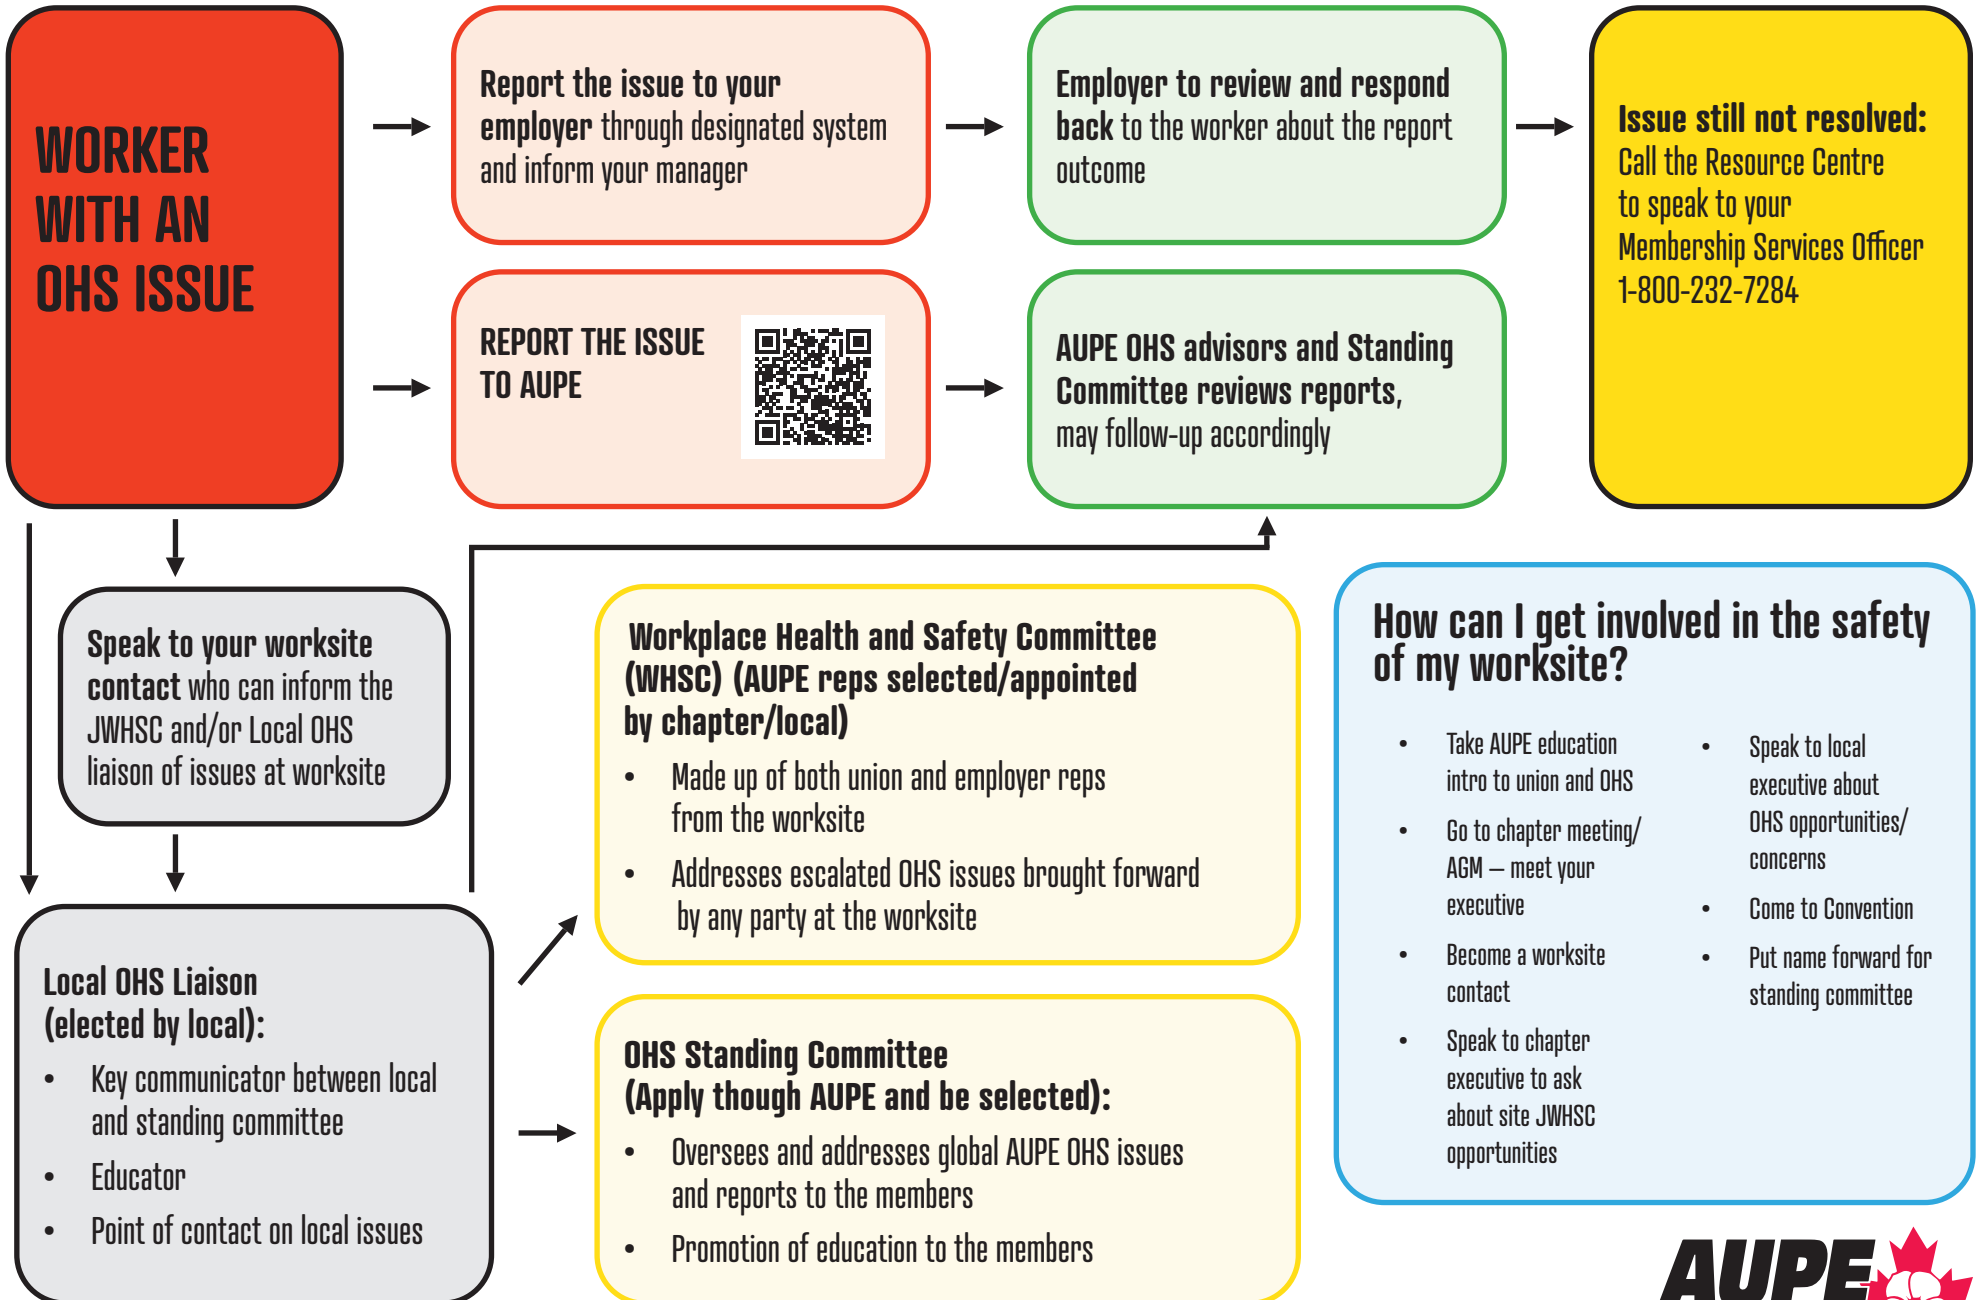 WORKER
WITH AN
OHS ISSUE
Report the issue to your
employer through designated system
and inform your manager
Employer to review and respond
back to the worker about the report
outcome
Issue still not resolved:
Call the Resource Centre
to speak to your
Membership Services Officer
1-800-232-7284
REPORT THE ISSUE
TO AUPE
AUPE OHS advisors and Standing
Committee reviews reports,
may follow-up accordingly
Speak to your worksite
contact who can inform the
JWHSC and/or Local OHS
liaison of issues at worksite
Local OHS Liaison
(elected by local):
• Key communicator between local
and standing committee
• Educator
• Point of contact on local issues
Workplace Health and Safety Committee
(WHSC) (AUPE reps selected/appointed
by chapter/local)
• Made up of both union and employer reps
from the worksite
• Addresses escalated OHS issues brought forward
by any party at the worksite
OHS Standing Committee
(Apply though AUPE and be selected):
• Oversees and addresses global AUPE OHS issues
and reports to the members
• Promotion of education to the members
How can I get involved in the safety
of my worksite?
• Take AUPE education
intro to union and OHS
• Go to chapter meeting/
AGM – meet your
executive
• Become a worksite
contact
• Speak to chapter
executive to ask
about site JWHSC
opportunities
• Speak to local
executive about
OHS opportunities/
concerns
• Come to Convention
• Put name forward for
standing committee
AUPE